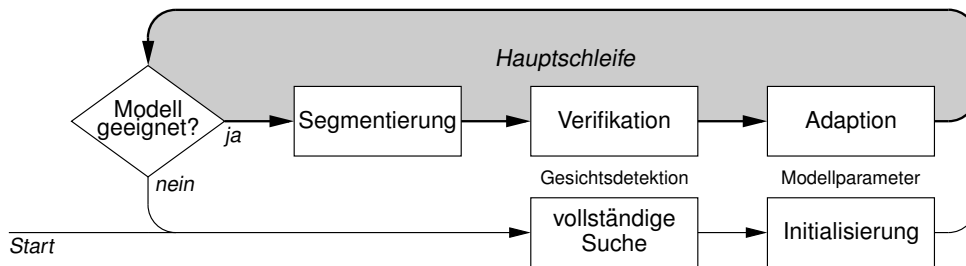 Hauptschleife
Modell
geeignet?
ja
Segmentierung
Verifikation
Adaption
nein
Gesichtsdetektion
Modellparameter
Start
vollständige
Suche
Initialisierung